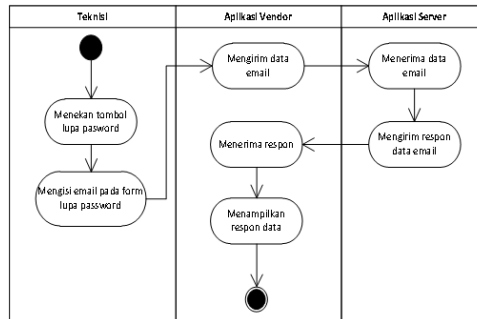 Teknisi
Aplikasi Vendor
Aplikasi Server
Menekan tombol
lupa pasword
Mengisi email pada form
lupa password
Mengirim data
email
Menerima data
email
Mengirim respon
data email
Menerima respon
Menampilkan
respon data